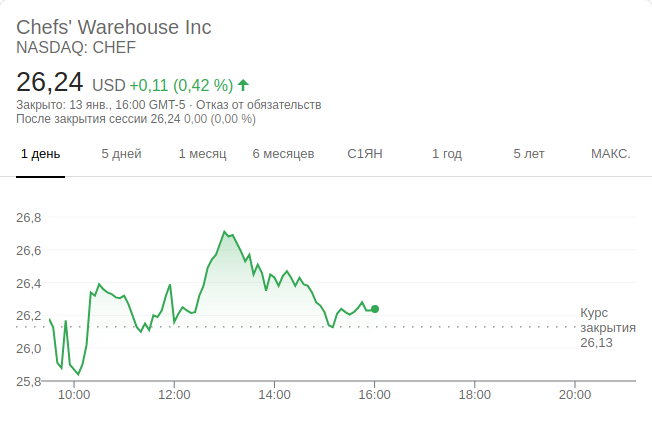 Chefs' Warehouse Inc
NASDAQ: CHEF
26,24 USD +0,11 (0,42 %)
Закрыто: 13 янв., 16:00 GMT-5 · Отказ от обязательств
После закрытия сессии 26,24 0,00 (0,00 %)
1 день 5 дней 1 месяц 6 месяцев С1ЯН 1 год 5 лет МАКС.
26,8
26,6
26,4
26,2
26,0
25,8
Курс
закрытия
26,13
10:00 12:00 14:00 16:00 18:00 20:00